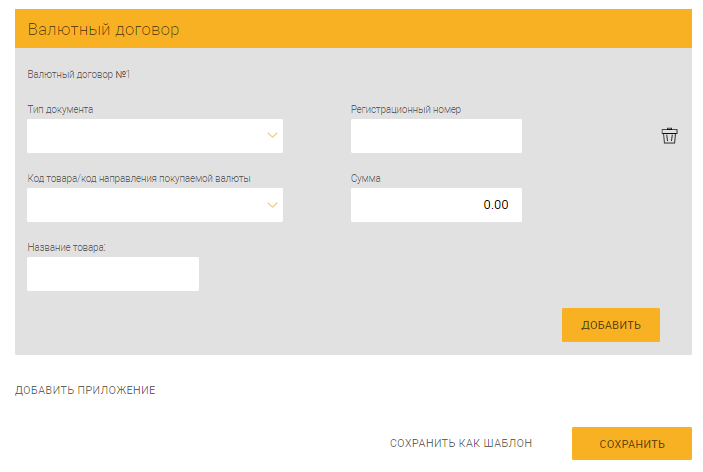 Валютный договор
Валютный договор №1
Тип документа
Регистрационный номер
Код товара/код направления покупаемой валюты
Сумма
0.00
Название товара:
ДОБАВИТЬ
ДОБАВИТЬ ПРИЛОЖЕНИЕ
СОХРАНИТЬ КАК ШАБЛОН
СОХРАНИТЬ